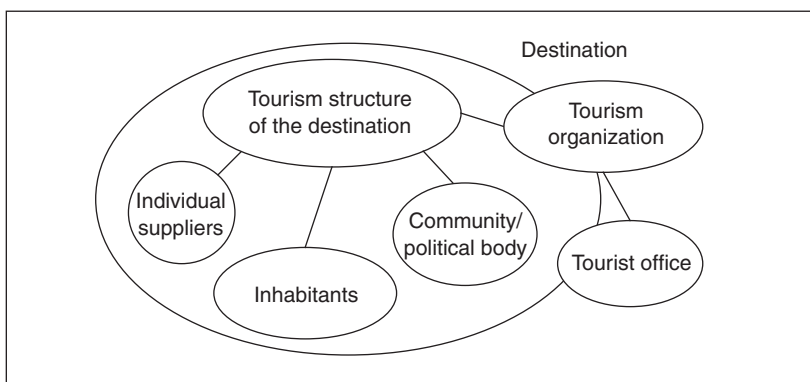 Destination
Tourism structure
of the destination
Tourism
organization
Individual
suppliers
Community/
political body
Inhabitants
Tourist office